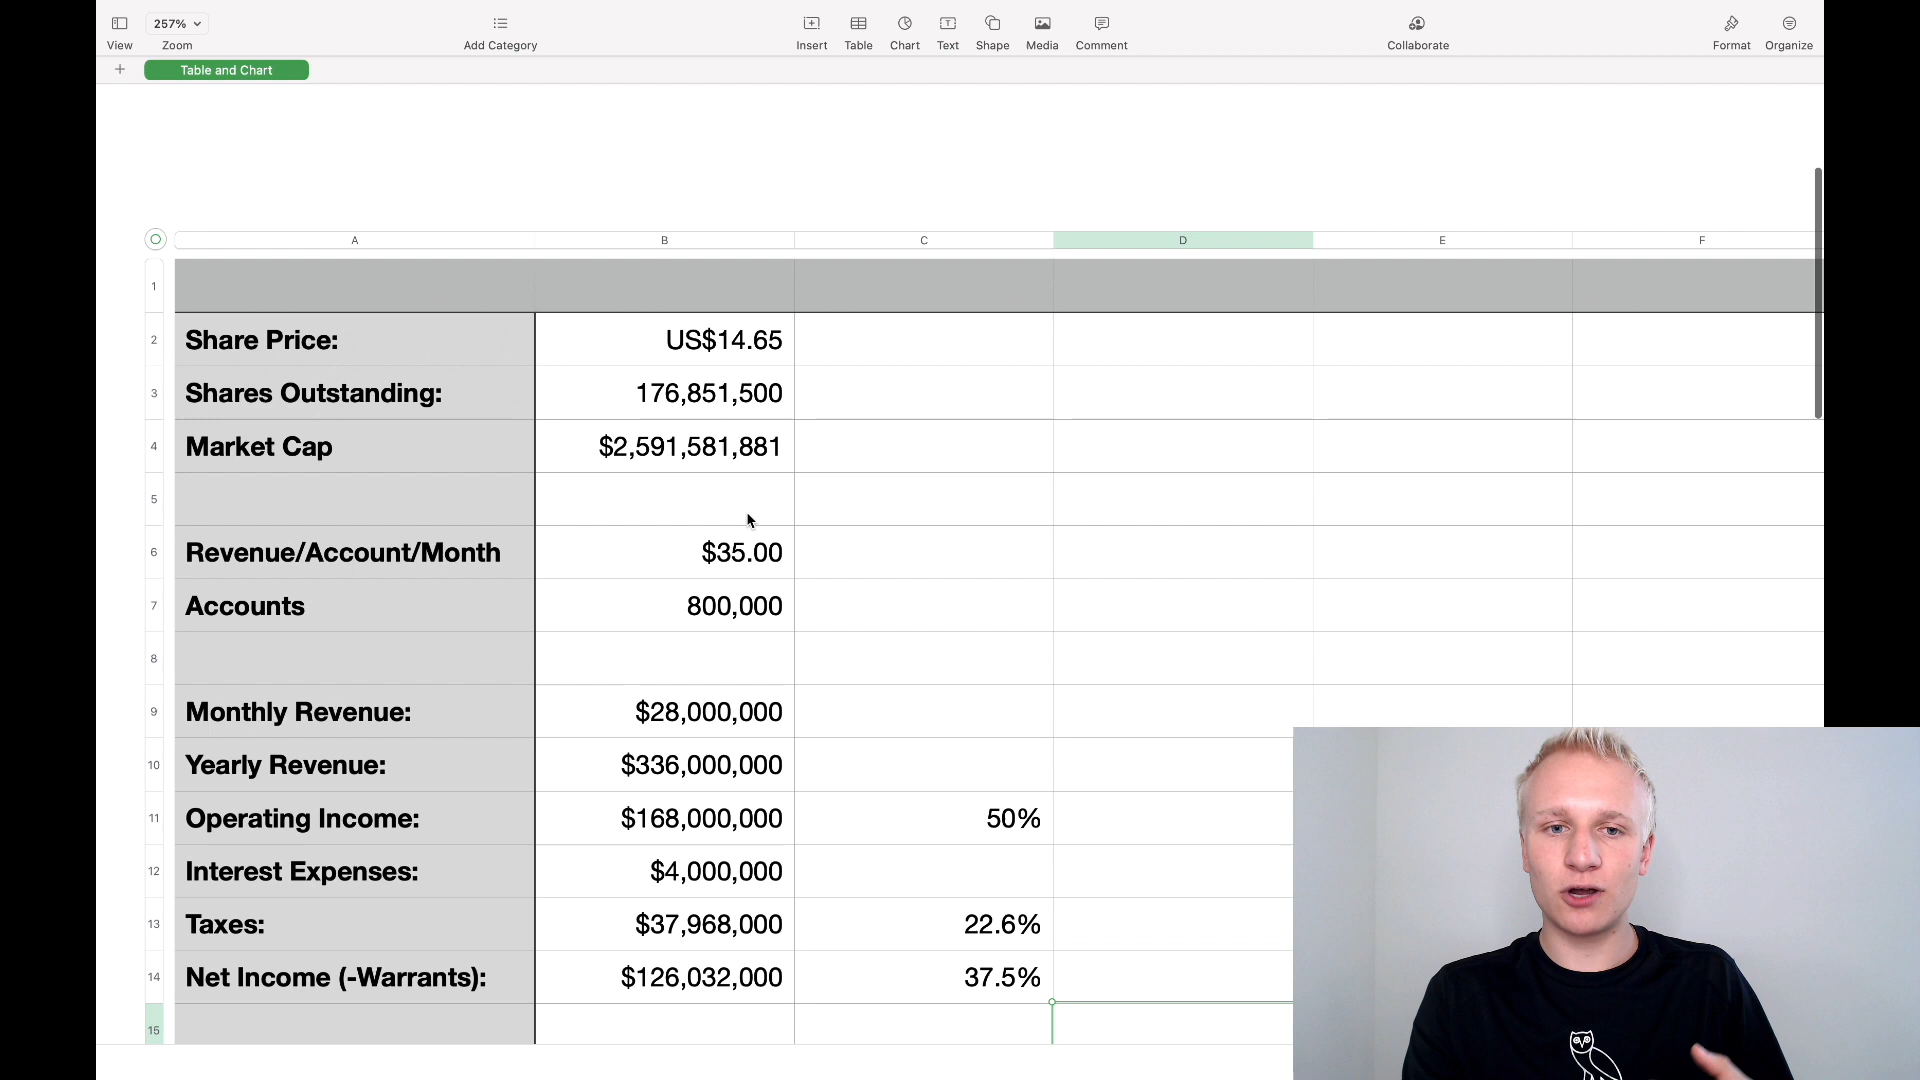 257%
View Zoom Add Category Insert Table Chart Text Shape Media Comment Collaborate Format Organize
+ Table and Chart
A B C D E F
1
2 Share Price: US$14.65
3 Shares Outstanding: 176,851,500
4 Market Cap $2,591,581,881
5
6 Revenue/Account/Month $35.00
7 Accounts 800,000
8
9 Monthly Revenue: $28,000,000
10 Yearly Revenue: $336,000,000
11 Operating Income: $168,000,000 50%
12 Interest Expenses: $4,000,000
13 Taxes: $37,968,000 22.6%
14 Net Income (-Warrants): $126,032,000 37.5%
15